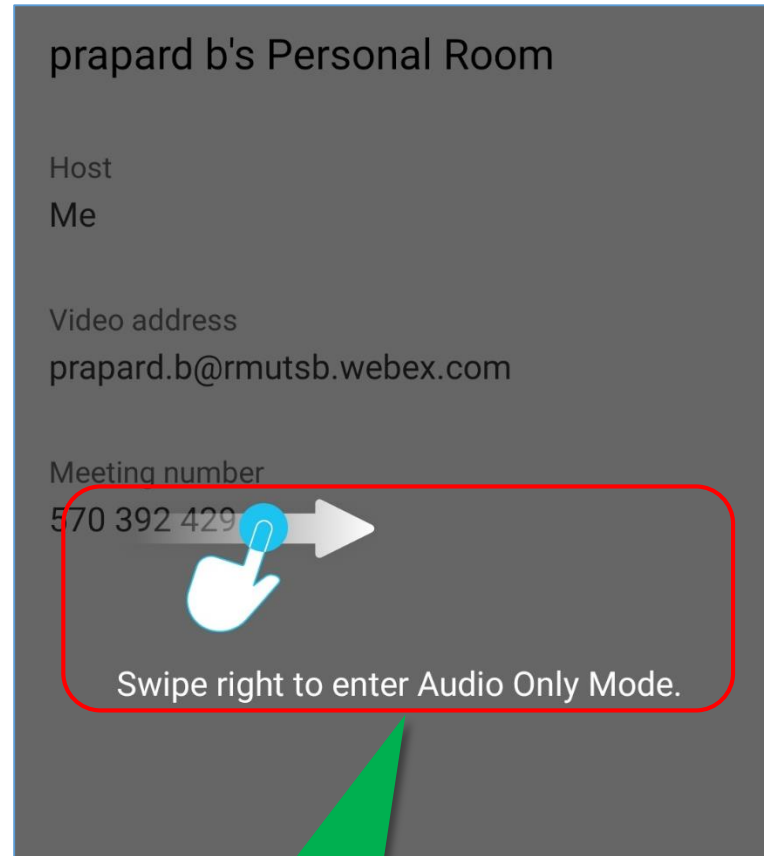 prapard b's Personal Room
Host
Me
Video address
prapard.b@rmutsb.webex.com
Meeting number
570 392 429
Swipe right to enter Audio Only Mode.